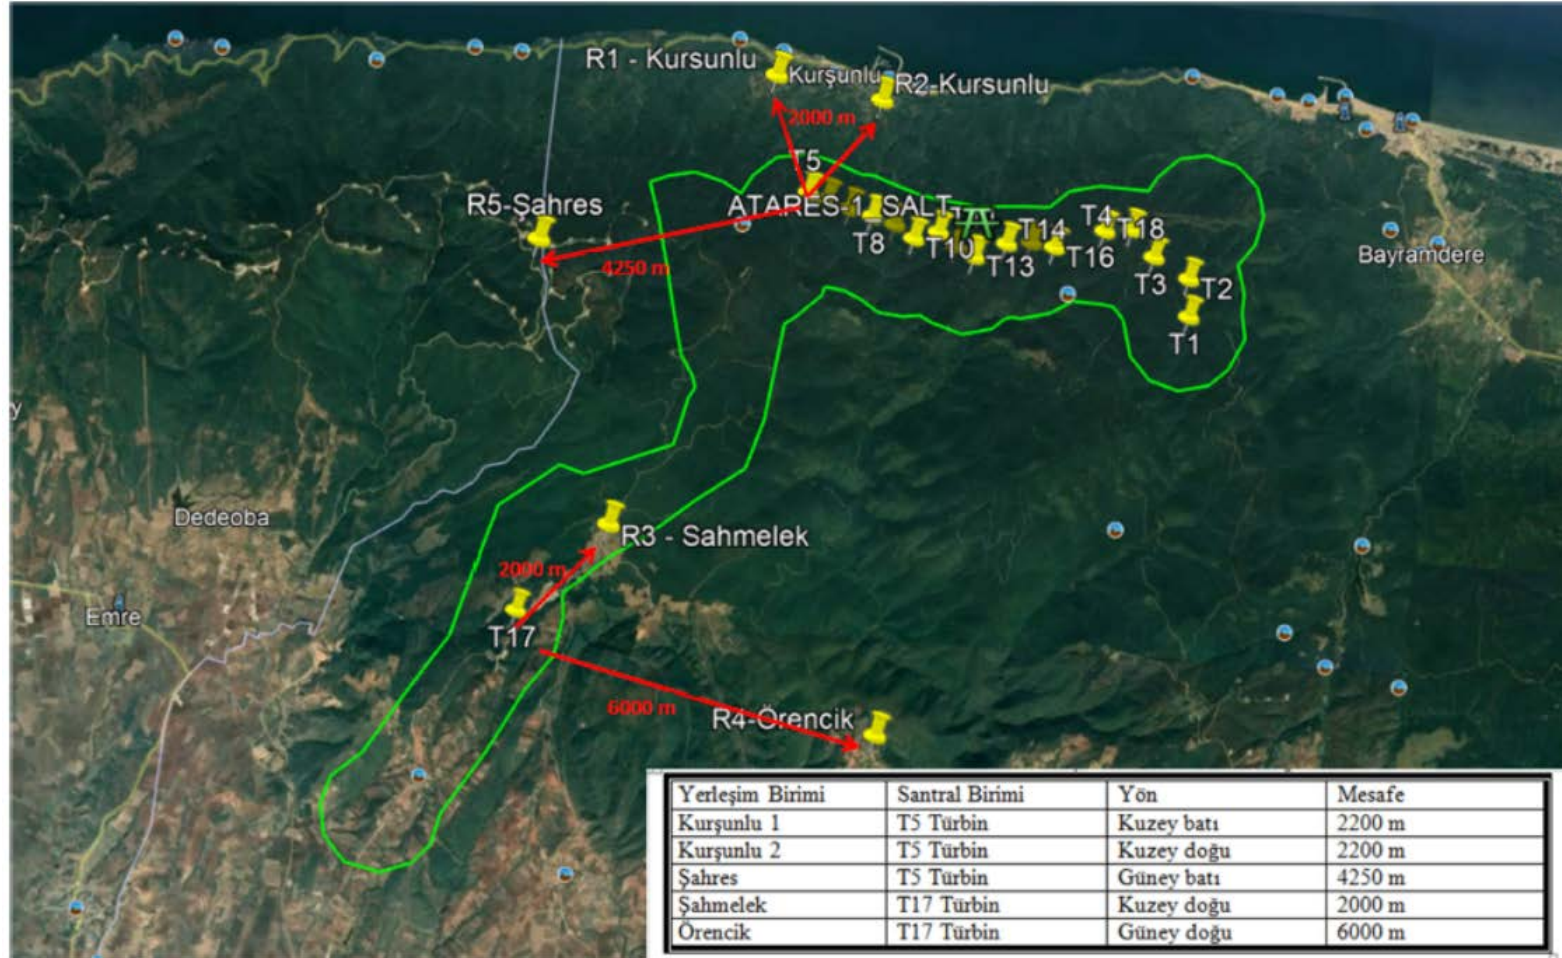 R1 - Kursunlu
Kurşunlu
R2-Kursunlu
2000 m
T5
R5-Şahres
ATARES-1_SALT
T4
T18
T14
T8
T10
T16
T13
Bayramdere
4250 m
T3
T2
T1
y
Dedeoba
R3 - Sahmelek
2000 m
Emre
T17
6000 m
R4-Örencik
Yerleşim Birimi Santral Birimi Yön Mesafe
Kurşunlu 1 T5 Türbin Kuzey batı 2200 m
Kurşunlu 2 T5 Türbin Kuzey doğu 2200 m
Şahres T5 Türbin Güney batı 4250 m
Şahmelek T17 Türbin Kuzey doğu 2000 m
Örencik T17 Türbin Güney doğu 6000 m